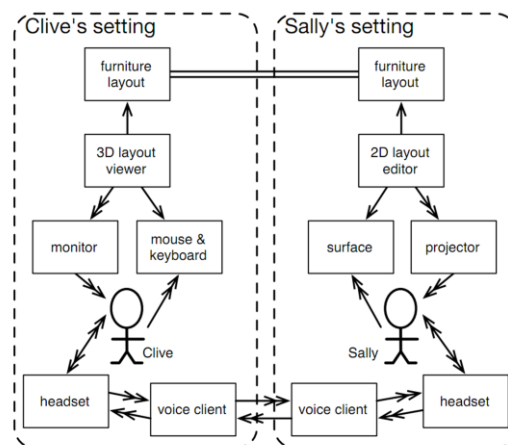 Clive's setting
Sally's setting
furniture
layout
furniture
layout
3D layout
viewer
2D layout
editor
monitor
mouse &
keyboard
surface
projector
Clive
Sally
headset
voice client
voice client
headset